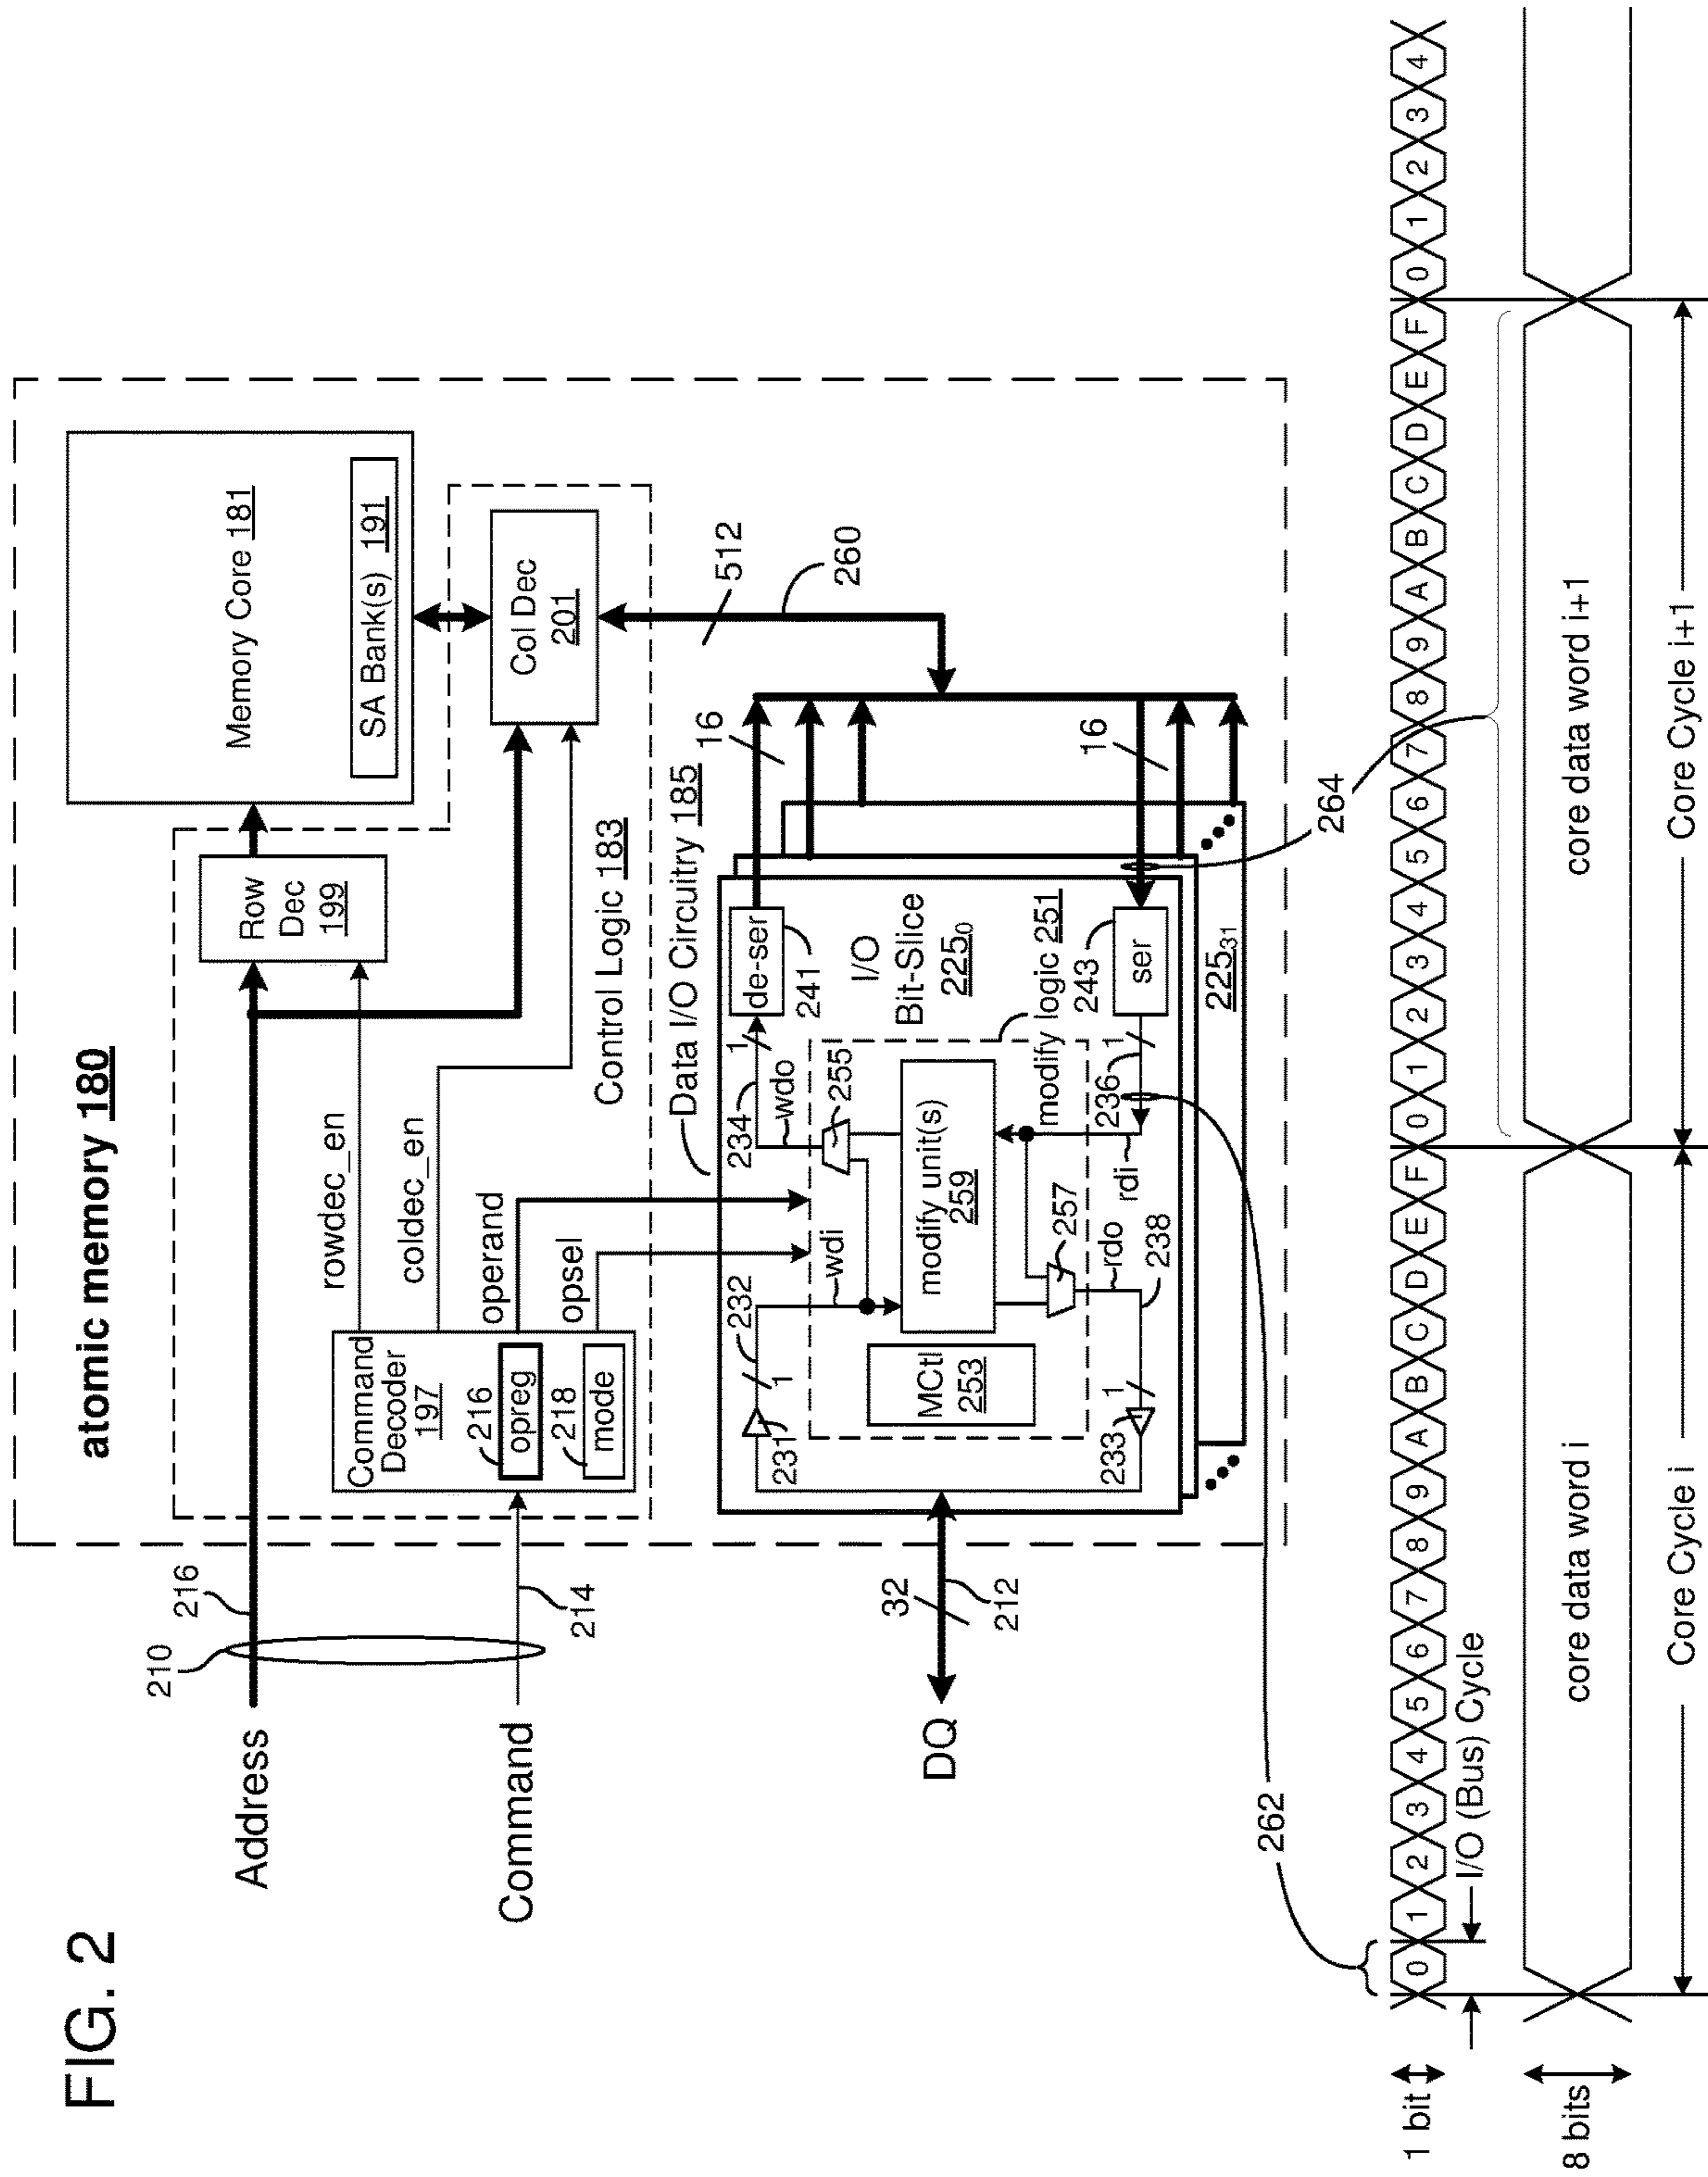 FIG. 2
atomic memory 180
Address
216
210
Command
214
Row
Dec
199
Memory Core 181
SA Bank(s) 191
rowdec_en
coldec_en
Command
Decoder
197
216
opreg
218
mode
operand
opsel
Col Dec
201
Control Logic 183
512
260
Data I/O Circuitry 185
DQ
32
212
231
232
1
wdi
234
wdo
1
255
de-ser
241
16
I/O
Bit-Slice
225₀
MCtl
253
modify unit(s)
259
modify logic 251
243
ser
16
233
1
238
rdo
257
rdi
236
1
225₃₁
262
264
1 bit
0 1 2 3 4 5 6 7 8 9 A B C D E F 0 1 2 3 4 5 6 7 8 9 A B C D E F 0 1 2 3 4
I/O (Bus) Cycle
8 bits
core data word i
core data word i+1
Core Cycle i
Core Cycle i+1